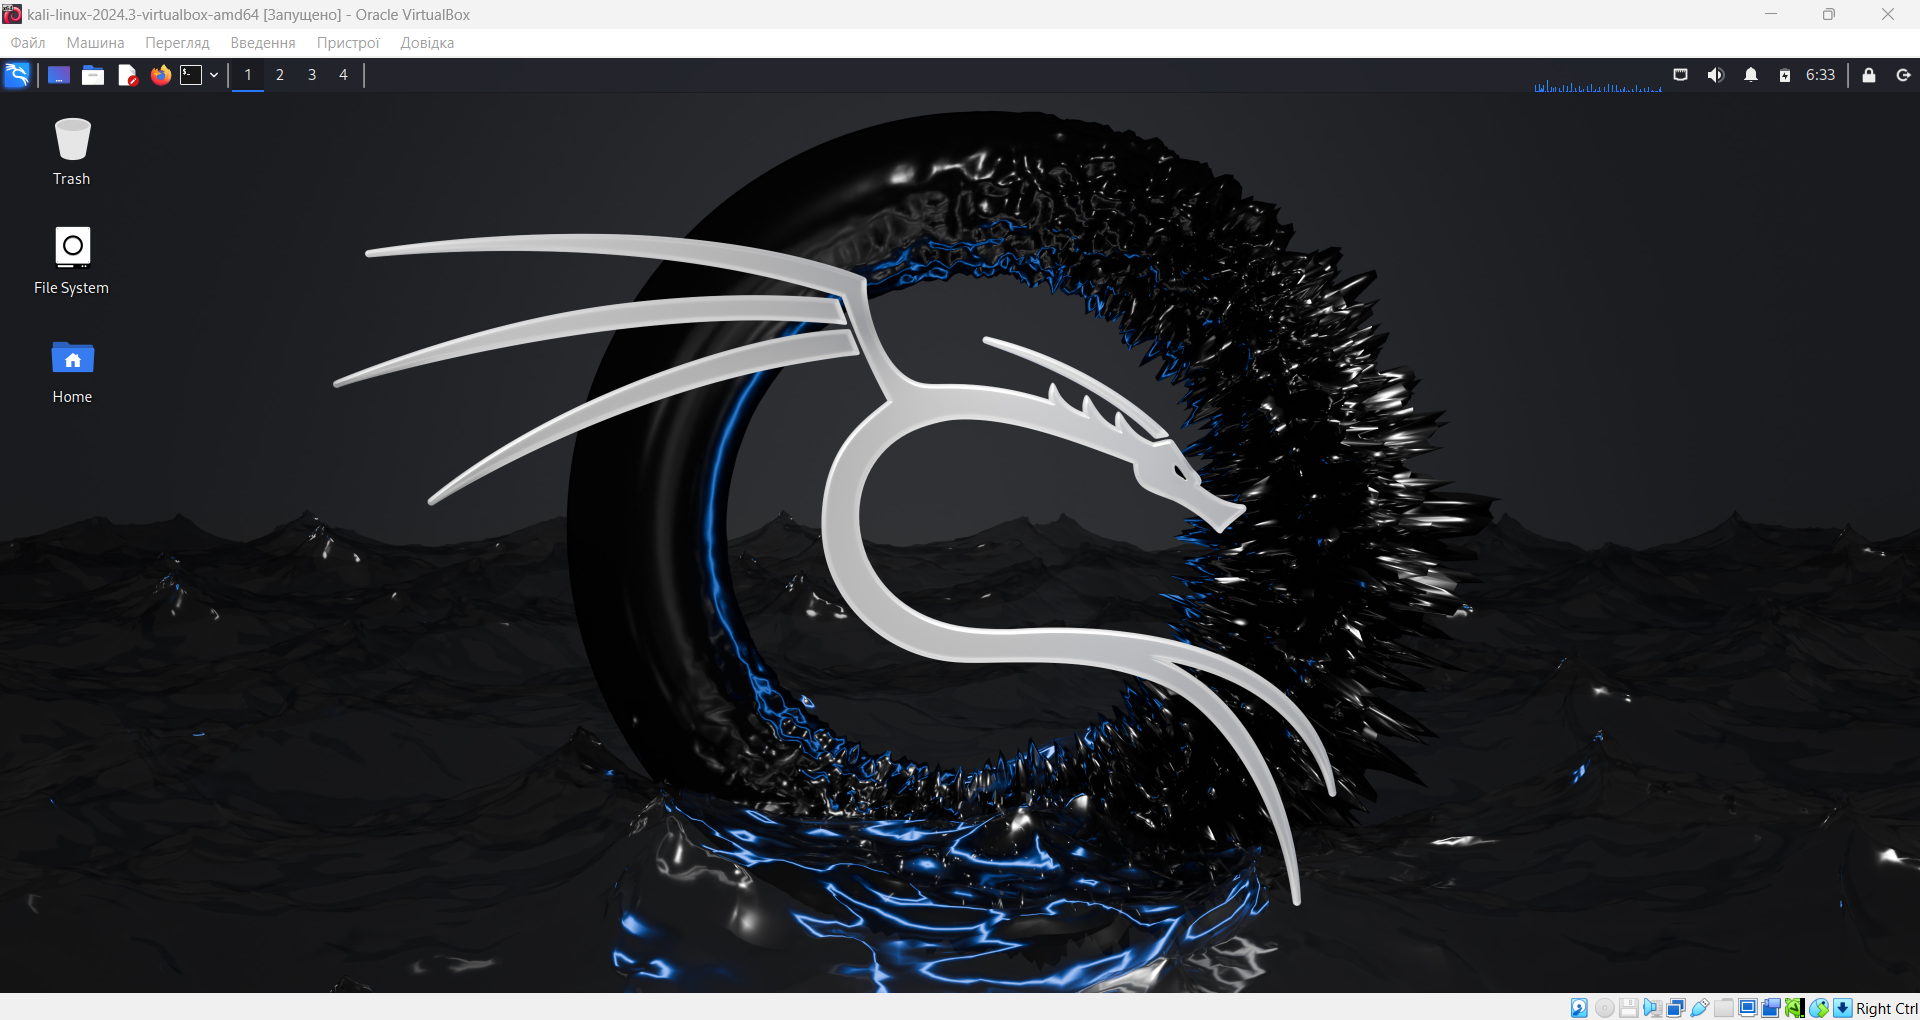 kali-linux-2024.3-virtualbox-amd64 [Запущено] - Oracle VirtualBox
Файл Машина Перегляд Введення Пристрої Довідка
1 2 3 4 6:33
Trash
File System
Home
Right Ctrl